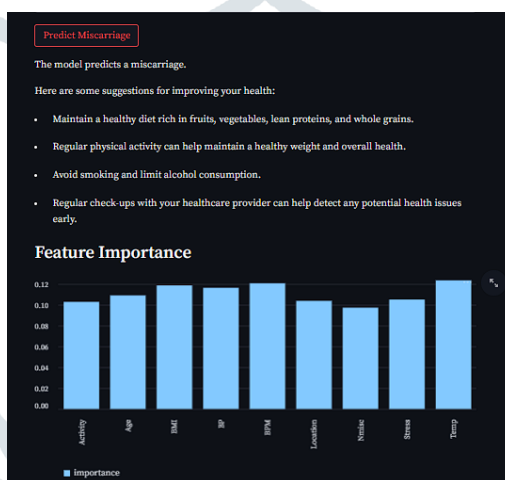 Predict Miscarriage
The model predicts a miscarriage.
Here are some suggestions for improving your health:
• Maintain a healthy diet rich in fruits, vegetables, lean proteins, and whole grains.
• Regular physical activity can help maintain a healthy weight and overall health.
• Avoid smoking and limit alcohol consumption.
• Regular check-ups with your healthcare provider can help detect any potential health issues
early.
Feature Importance
0.12
0.10
0.08
0.06
0.04
0.02
0.00
Activity
Age
BMI
BP
BPM
Location
Nmisc
Stress
Temp
importance